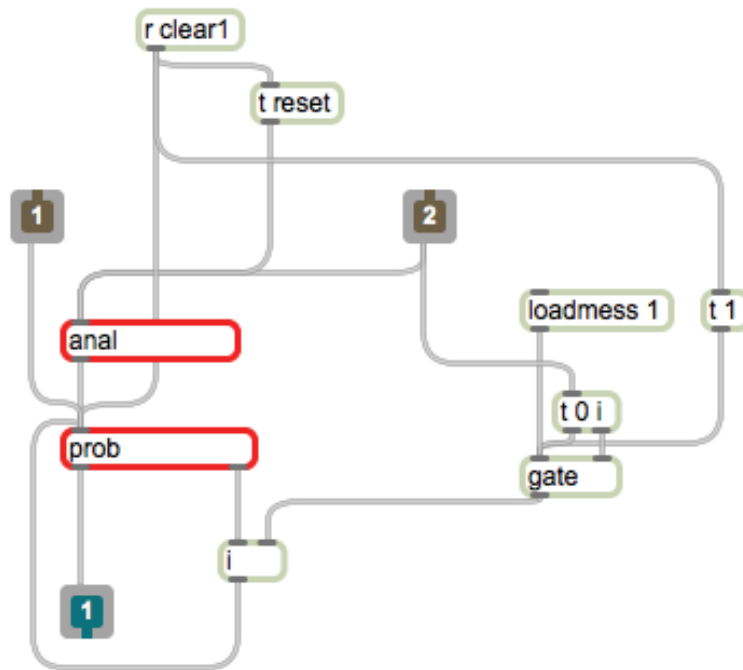 r clear1
t reset
1
2
loadmess 1
t 1
anal
t 0 i
prob
gate
i
1